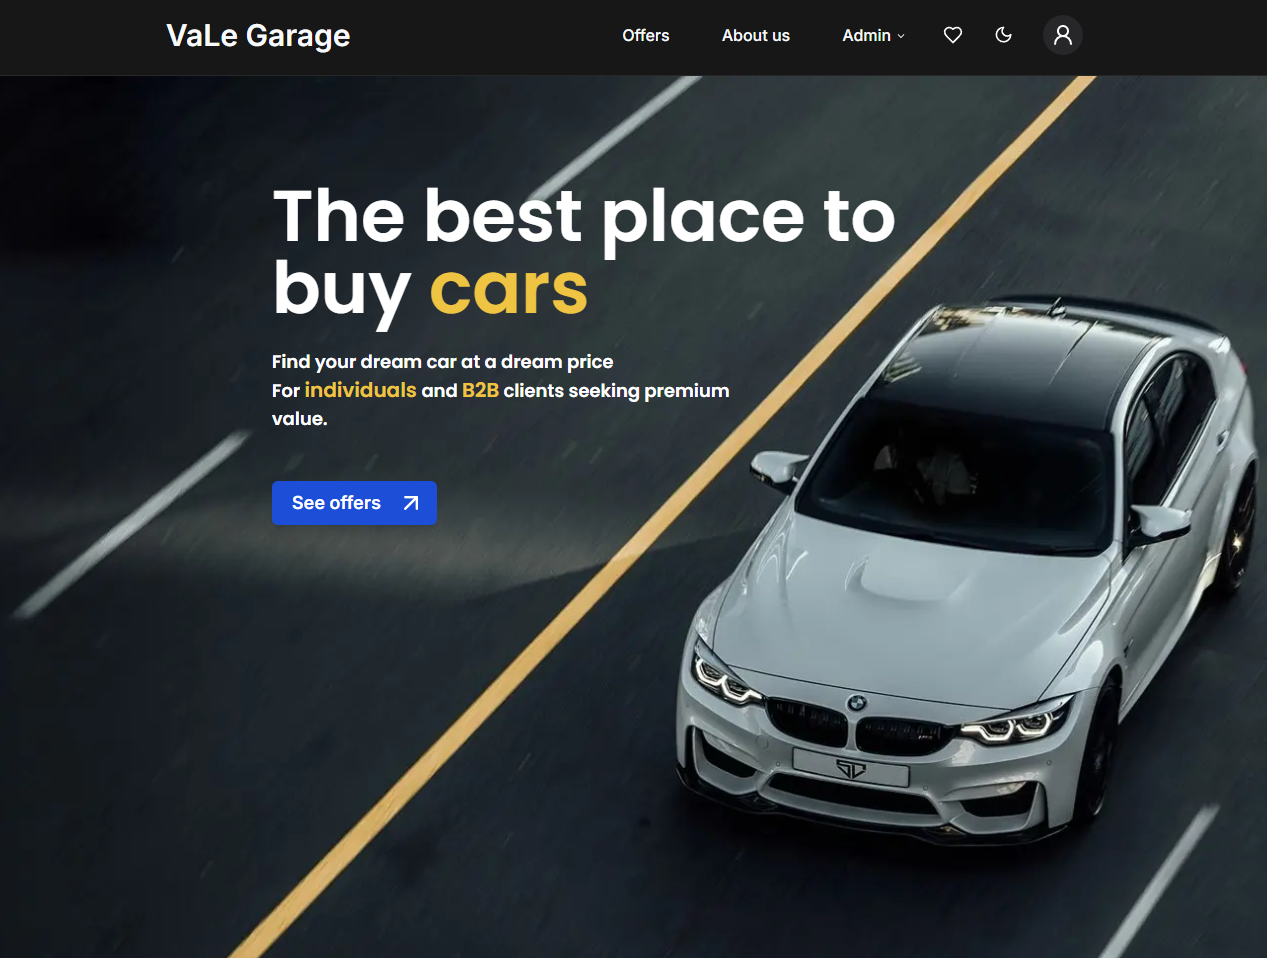 VaLe Garage
Offers
About us
Admin
The best place to
buy cars
Find your dream car at a dream price
For individuals and B2B clients seeking premium
value.
See offers